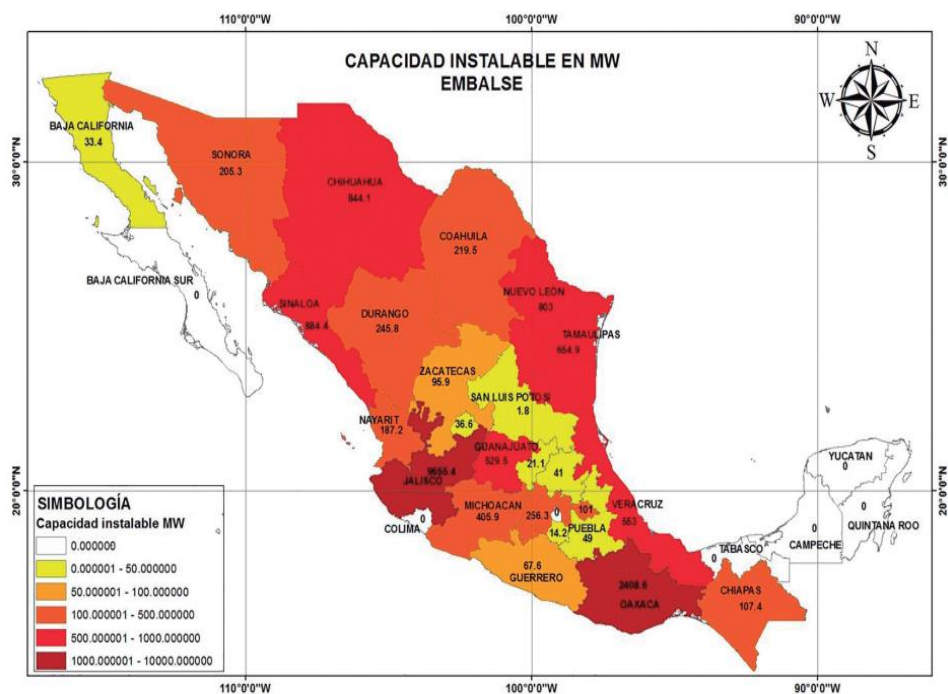 110°0'0"W
100°0'0"W
90°0'0"W
CAPACIDAD INSTALABLE EN MW
EMBALSE
N
W
E
S
30°0'0"N
30°0'0"N
BAJA CALIFORNIA
33.4
SONORA
205.3
CHIHUAHUA
844.1
COAHUILA
219.5
BAJA CALIFORNIA SUR
0
SINALOA
884.4
DURANGO
245.8
NUEVO LEÓN
803
TAMAULIPAS
654.9
ZACATECAS
95.9
SAN LUIS POTOSI
1.8
NAYARIT
187.2
36.6
GUANAJUATO
529.5
21.1
41
JALISCO
9655.4
COLIMA
0
MICHOACAN
405.9
256.3
0
101
14.2
PUEBLA
49
VERACRUZ
553
67.6
GUERRERO
2408.6
OAXACA
TABASCO
0
CHIAPAS
107.4
CAMPECHE
0
YUCATAN
0
QUINTANA ROO
0
20°0'0"N
20°0'0"N
SIMBOLOGÍA
Capacidad instalable MW
0.000000
0.000001 - 50.000000
50.000001 - 100.000000
100.000001 - 500.000000
500.000001 - 1000.000000
1000.000001 - 10000.000000
110°0'0"W
100°0'0"W
90°0'0"W